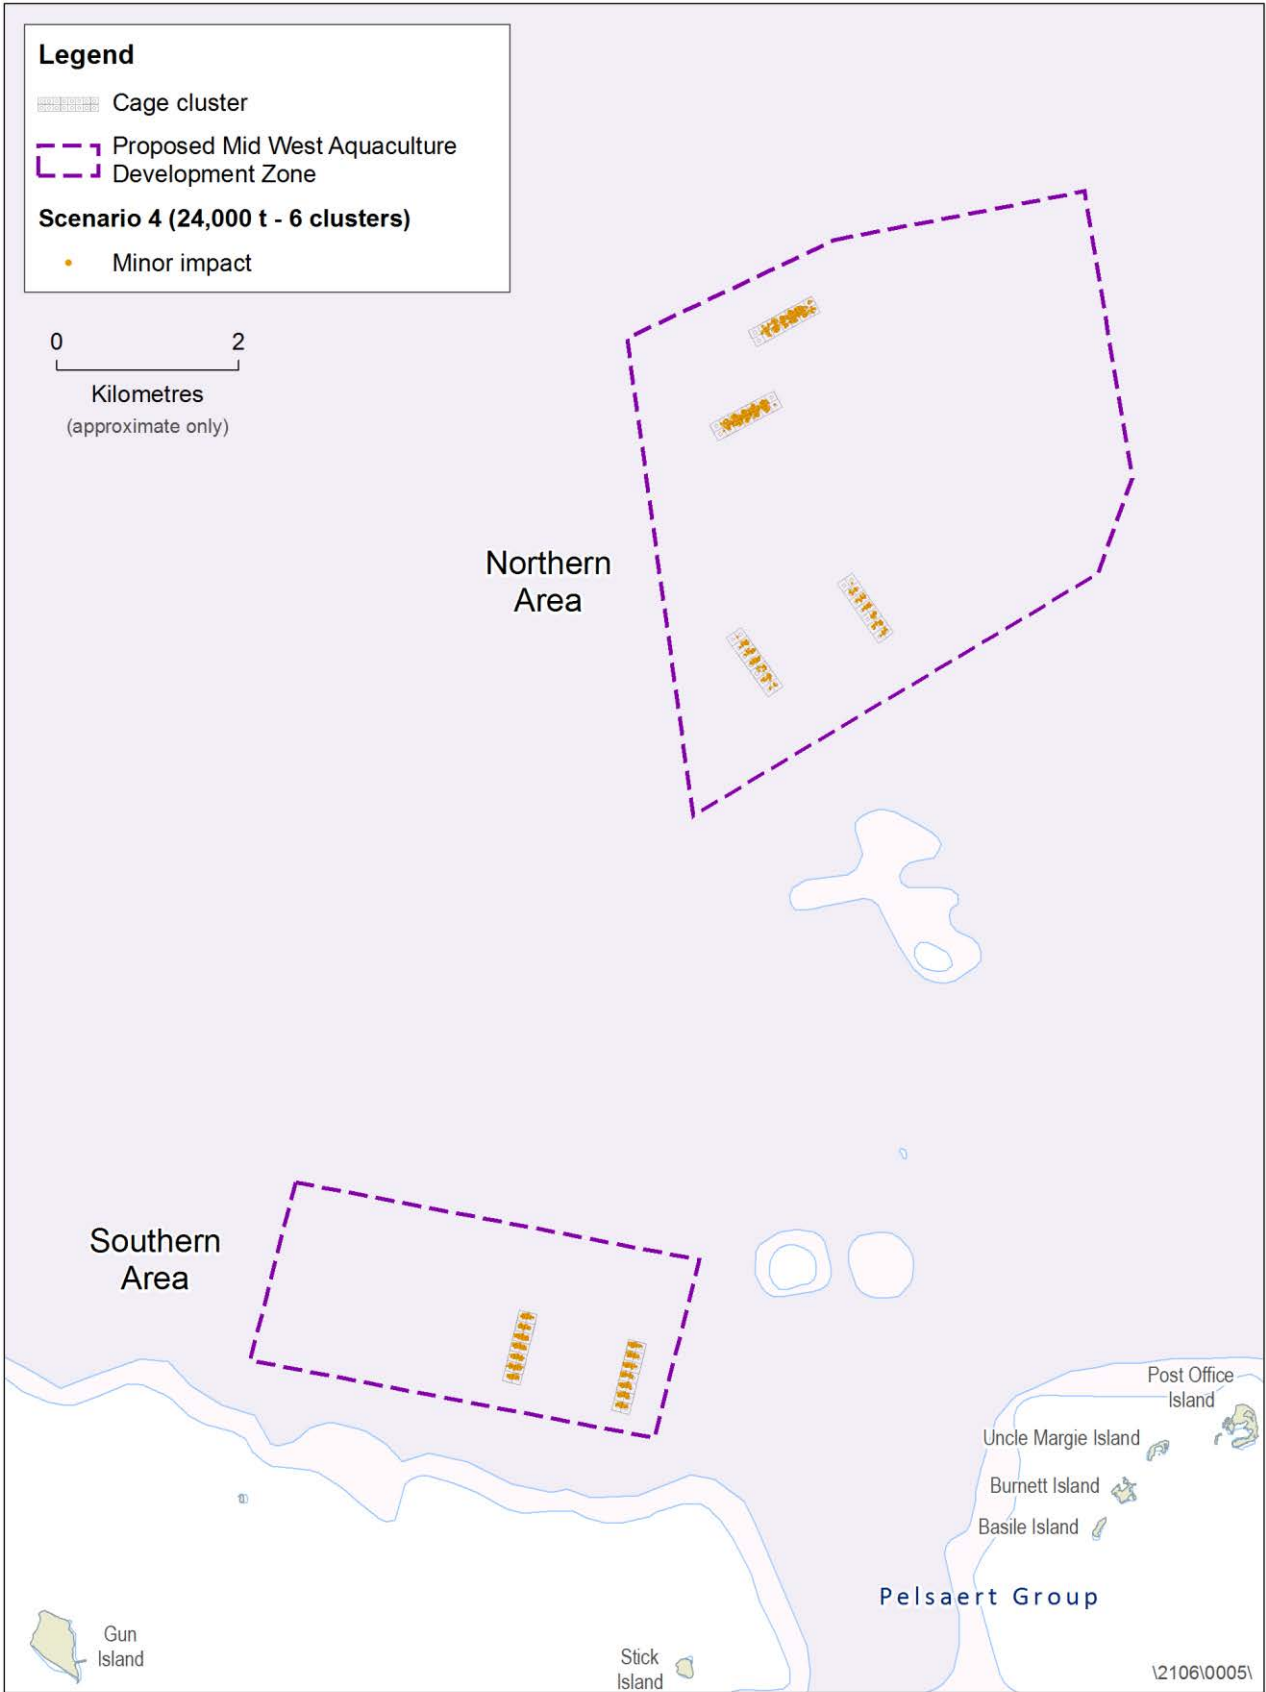 Legend
Cage cluster
Proposed Mid West Aquaculture
Development Zone
Scenario 4 (24,000 t - 6 clusters)
Minor impact
0 2
Kilometres
(approximate only)
Northern
Area
Southern
Area
Post Office
Island
Uncle Margie Island
Burnett Island
Basile Island
Pelsaert Group
Gun
Island
Stick
Island
\2106\0005\